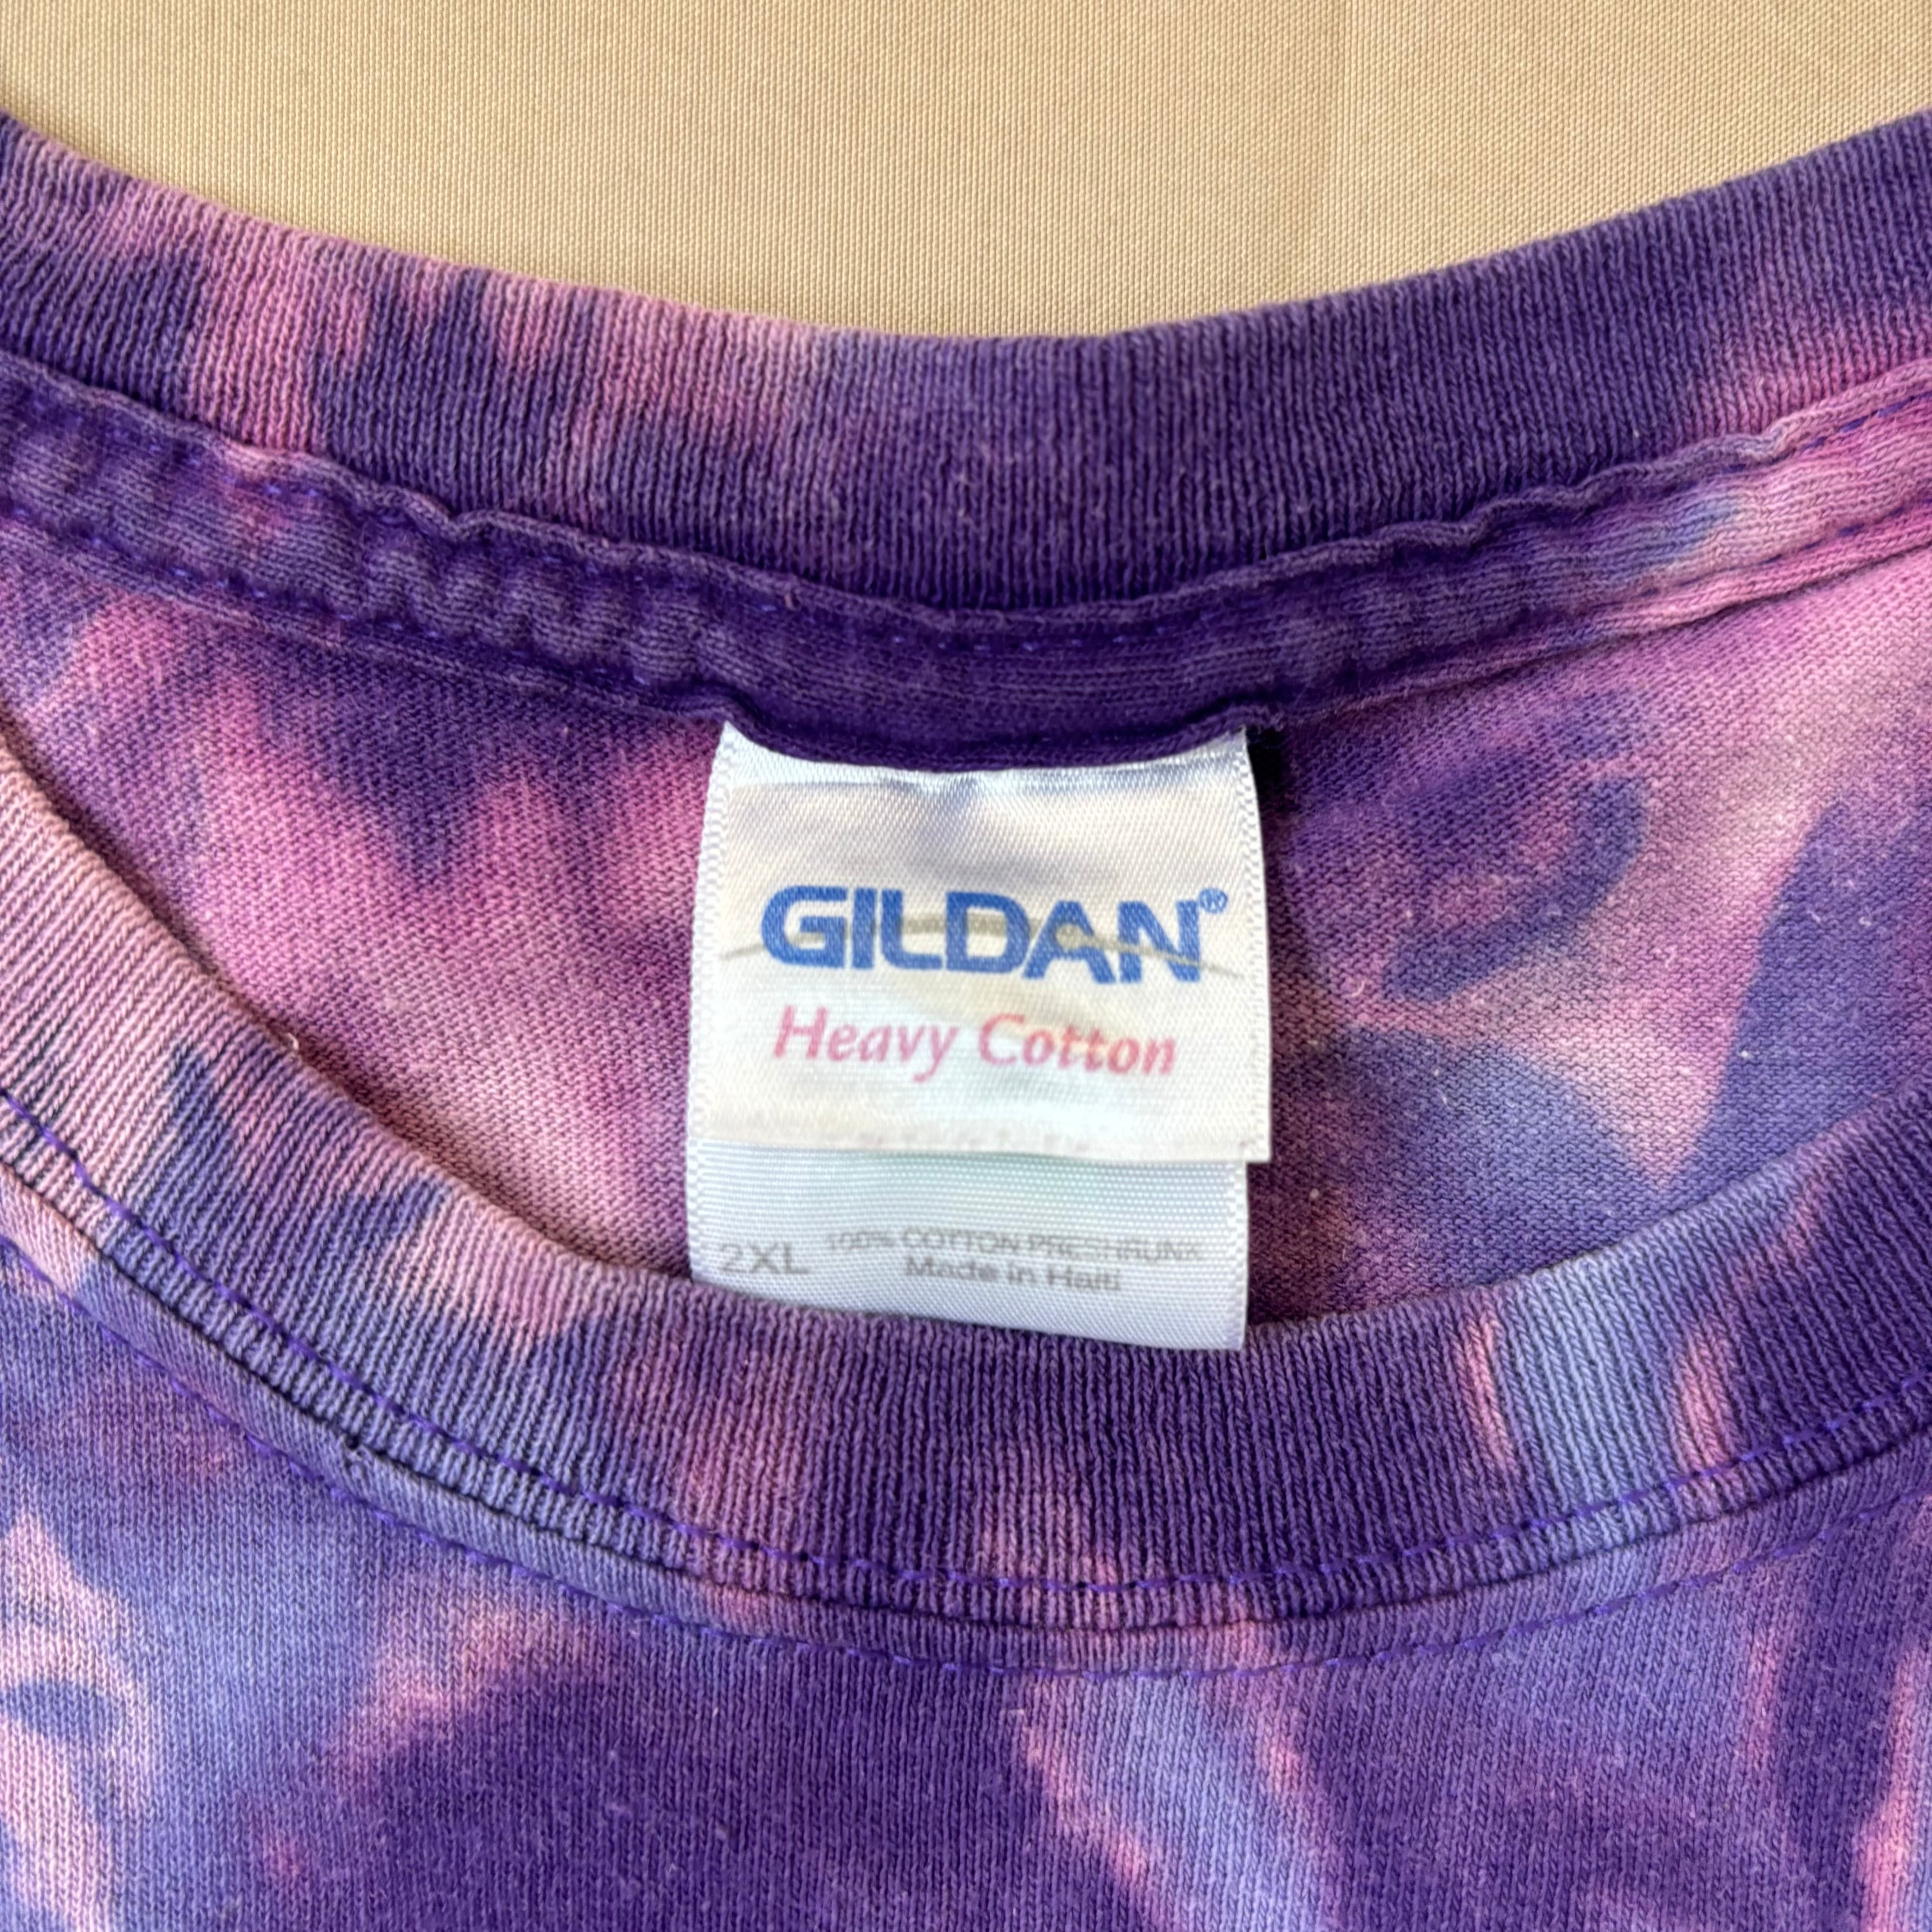 GILDAN®
Heavy Cotton
2XL 100% COTTON PRESHRUNK
Made in Haiti